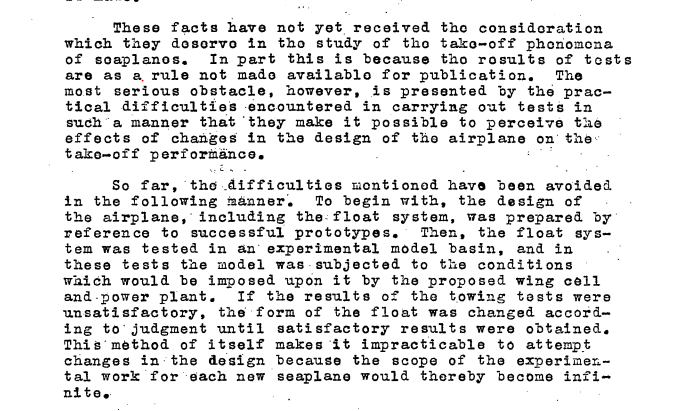 These facts have not yet received the consideration
which they deserve in the study of the take-off phenomena
of seaplanes. In part this is because the results of tests
are as a rule not made available for publication. The
most serious obstacle, however, is presented by the prac-
tical difficulties encountered in carrying out tests in
such a manner that they make it possible to perceive the
effects of changes in the design of the airplane on the
take-off performance.
So far, the difficulties mentioned have been avoided
in the following manner. To begin with, the design of
the airplane, including the float system, was prepared by
reference to successful prototypes. Then, the float sys-
tem was tested in an experimental model basin, and in
these tests the model was subjected to the conditions
which would be imposed upon it by the proposed wing cell
and power plant. If the results of the towing tests were
unsatisfactory, the form of the float was changed accord-
ing to judgment until satisfactory results were obtained.
This method of itself makes it impracticable to attempt
changes in the design because the scope of the experimen-
tal work for each new seaplane would thereby become infi-
nite.